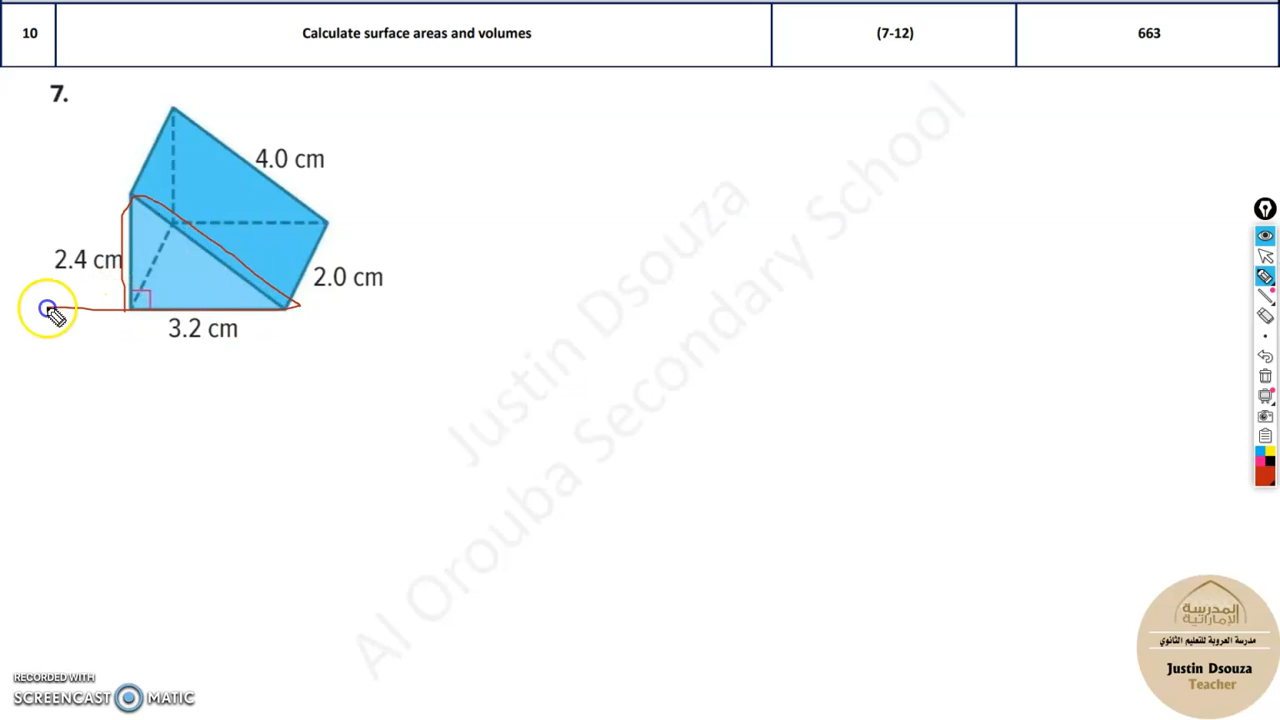 10 Calculate surface areas and volumes (7-12) 663
7.
4.0 cm
2.4 cm
2.0 cm
3.2 cm
Justin Dsouza
Al Orouba Secondary School
المدرسة
الإماراتية
مدرسة العروبة للتعليم الثانوي
Justin Dsouza
Teacher
RECORDED WITH
SCREENCAST MATIC